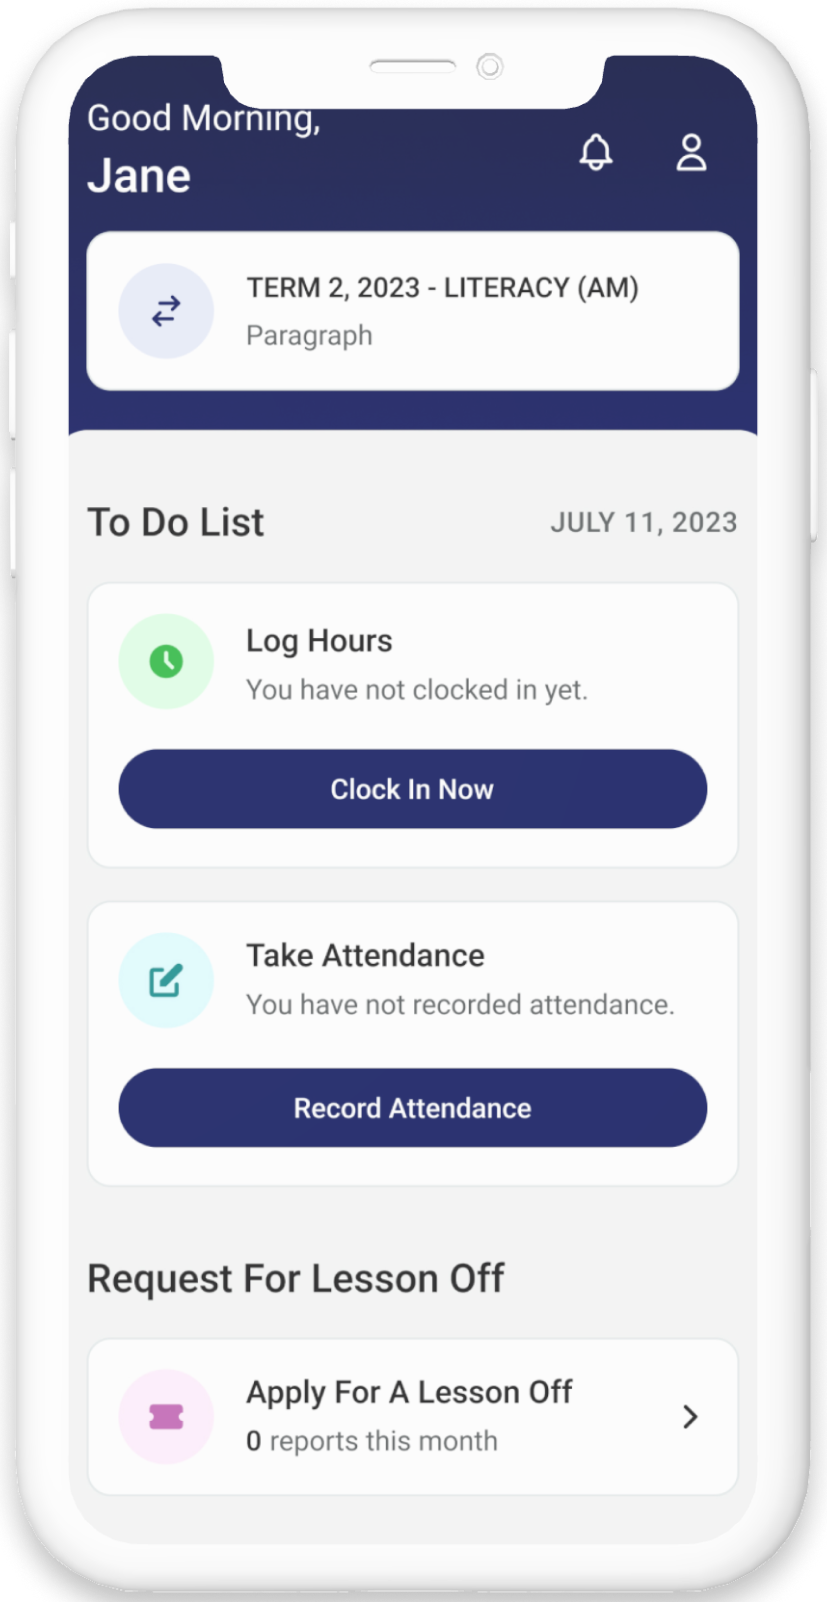 Good Morning,
Jane
TERM 2, 2023 - LITERACY (AM)
Paragraph
To Do List
JULY 11, 2023
Log Hours
You have not clocked in yet.
Clock In Now
Take Attendance
You have not recorded attendance.
Record Attendance
Request For Lesson Off
Apply For A Lesson Off
0 reports this month